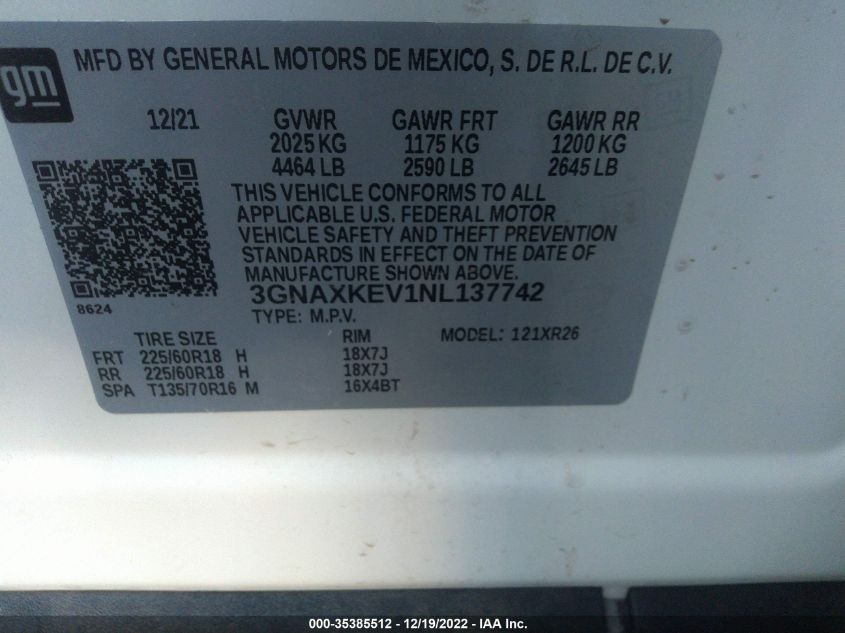 gm
MFD BY GENERAL MOTORS DE MEXICO, S. DE R.L. DE C.V.
12/21 GVWR GAWR FRT GAWR RR
2025 KG 1175 KG 1200 KG
4464 LB 2590 LB 2645 LB
THIS VEHICLE CONFORMS TO ALL
APPLICABLE U.S. FEDERAL MOTOR
VEHICLE SAFETY AND THEFT PREVENTION
STANDARDS IN EFFECT ON THE DATE OF
MANUFACTURE SHOWN ABOVE.
3GNAXKEV1NL137742
8624
TYPE: M.P.V.
TIRE SIZE RIM MODEL: 121XR26
FRT 225/60R18 H 18X7J
RR 225/60R18 H 18X7J
SPA T135/70R16 M 16X4BT
000-35385512 - 12/19/2022 - IAA Inc.